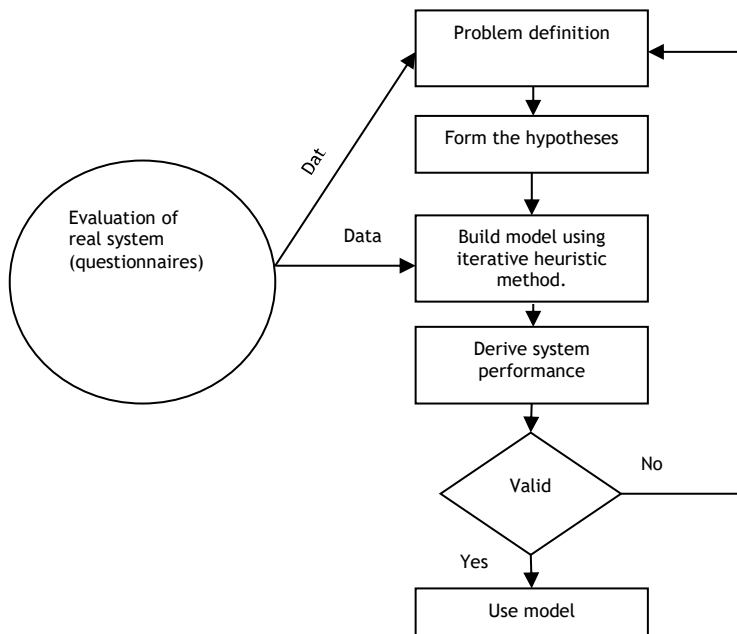 Problem definition
Form the hypotheses
Dat
Evaluation of
real system
(questionnaires)
Data
Build model using
iterative heuristic
method.
Derive system
performance
Valid
No
Yes
Use model